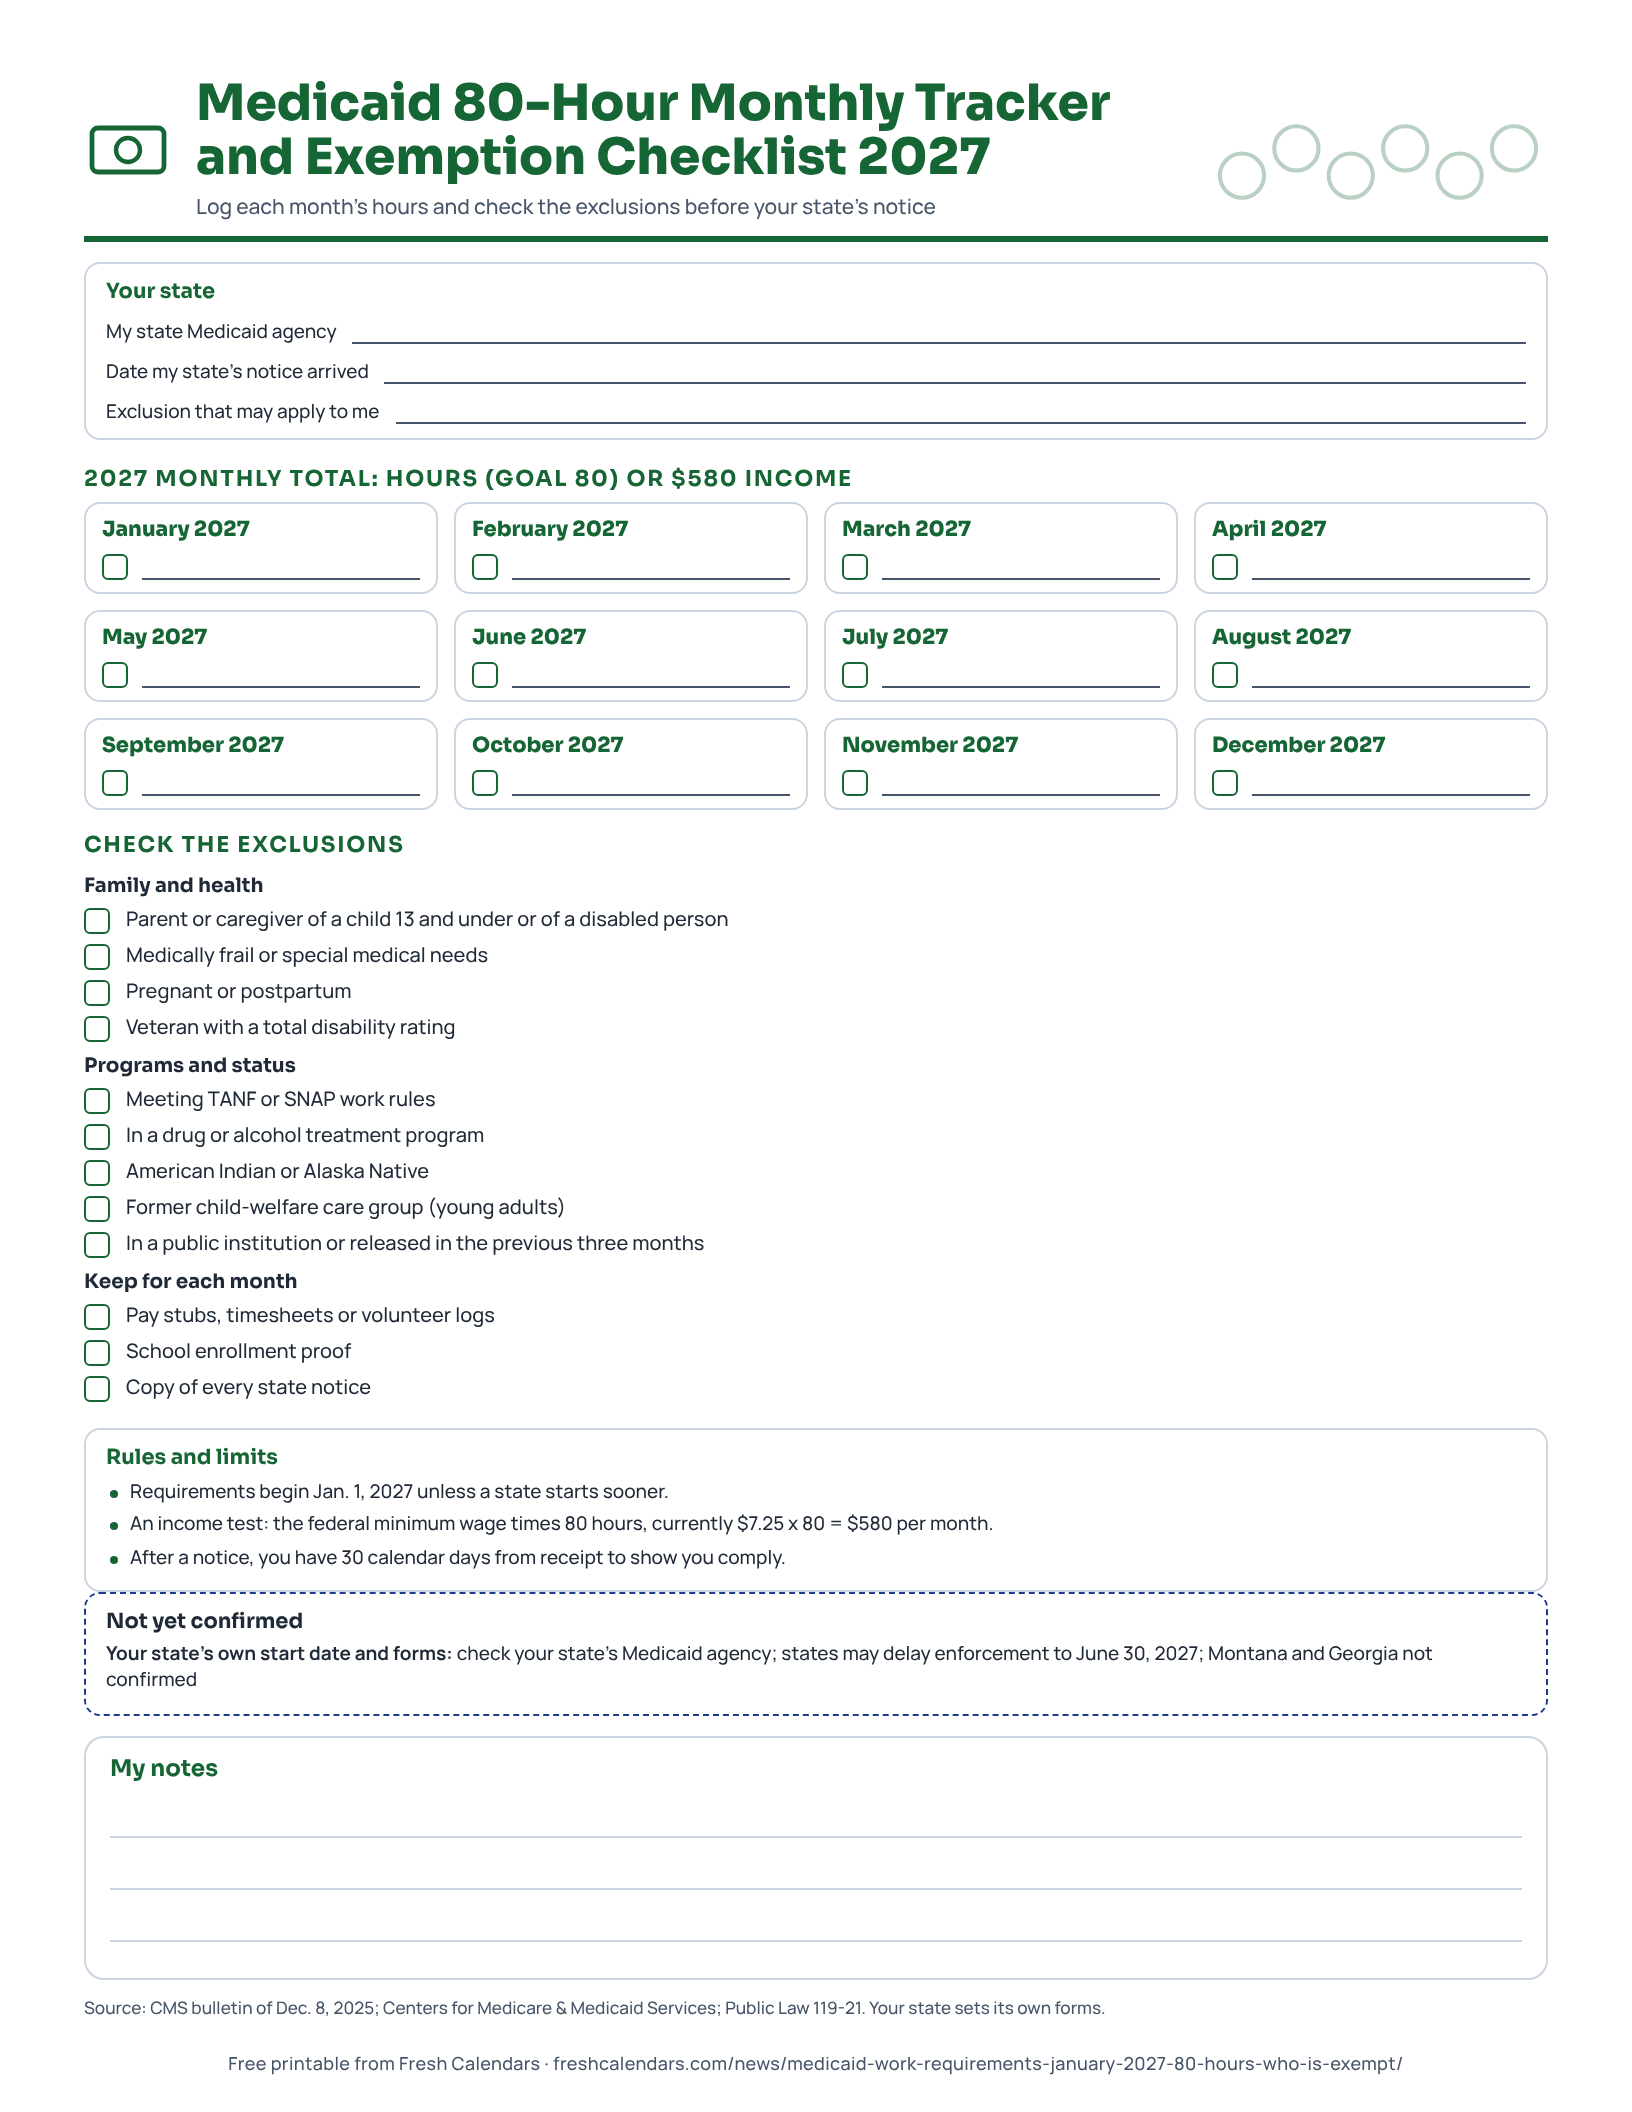 Medicaid 80-Hour Monthly Tracker
and Exemption Checklist 2027
Log each month's hours and check the exclusions before your state's notice
Your state
My state Medicaid agency
Date my state's notice arrived
Exclusion that may apply to me
2027 MONTHLY TOTAL: HOURS (GOAL 80) OR $580 INCOME
January 2027
February 2027
March 2027
April 2027
May 2027
June 2027
July 2027
August 2027
September 2027
October 2027
November 2027
December 2027
CHECK THE EXCLUSIONS
Family and health
Parent or caregiver of a child 13 and under or of a disabled person
Medically frail or special medical needs
Pregnant or postpartum
Veteran with a total disability rating
Programs and status
Meeting TANF or SNAP work rules
In a drug or alcohol treatment program
American Indian or Alaska Native
Former child-welfare care group (young adults)
In a public institution or released in the previous three months
Keep for each month
Pay stubs, timesheets or volunteer logs
School enrollment proof
Copy of every state notice
Rules and limits
• Requirements begin Jan. 1, 2027 unless a state starts sooner.
• An income test: the federal minimum wage times 80 hours, currently $7.25 x 80 = $580 per month.
• After a notice, you have 30 calendar days from receipt to show you comply.
Not yet confirmed
Your state's own start date and forms: check your state's Medicaid agency; states may delay enforcement to June 30, 2027; Montana and Georgia not
confirmed
My notes
Source: CMS bulletin of Dec. 8, 2025; Centers for Medicare & Medicaid Services; Public Law 119-21. Your state sets its own forms.
Free printable from Fresh Calendars · freshcalendars.com/news/medicaid-work-requirements-january-2027-80-hours-who-is-exempt/